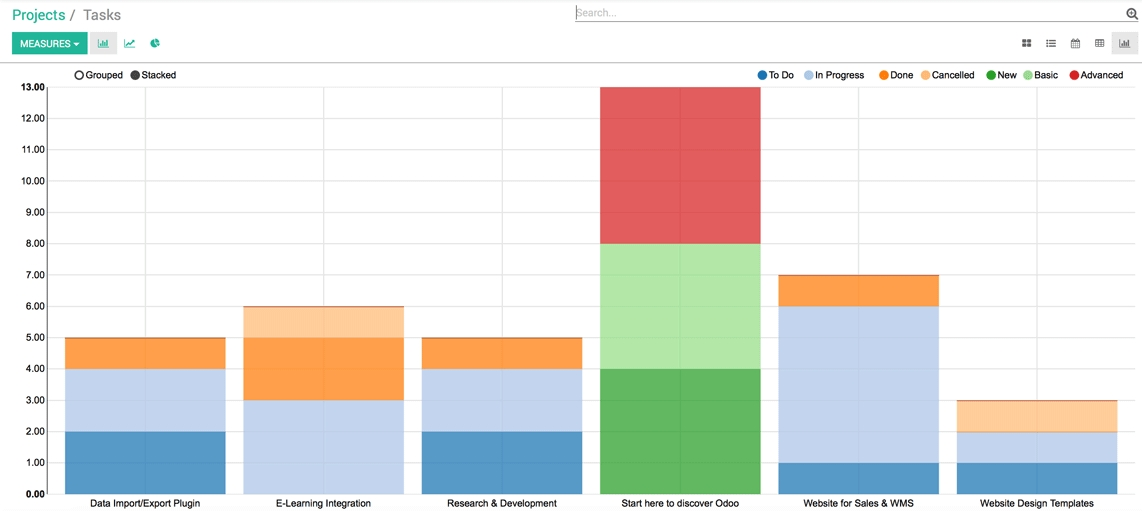 Projects / Tasks
Search...
MEASURES
Grouped Stacked
To Do In Progress Done Cancelled New Basic Advanced
13.00
12.00
11.00
10.00
9.00
8.00
7.00
6.00
5.00
4.00
3.00
2.00
1.00
0.00
Data Import/Export Plugin E-Learning Integration Research & Development Start here to discover Odoo Website for Sales & WMS Website Design Templates